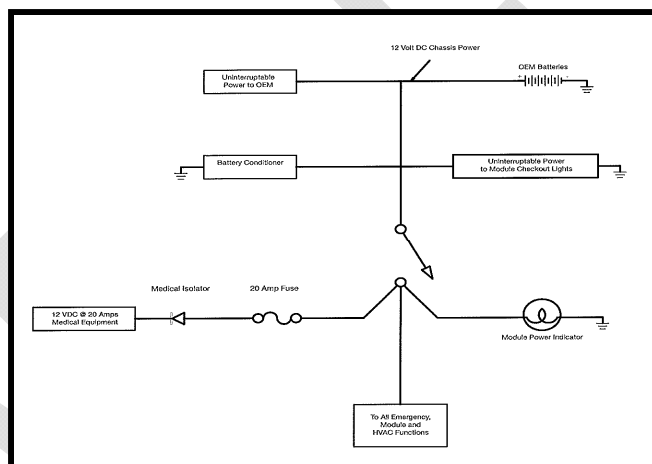 12 Volt DC Chassis Power
OEM Batteries
Uninterruptable
Power to OEM
+
-
Battery Conditioner
Uninterruptable Power
to Module Checkout Lights
Medical Isolator
20 Amp Fuse
12 VDC @ 20 Amps
Medical Equipment
Module Power Indicator
To All Emergency,
Module and
HVAC Functions